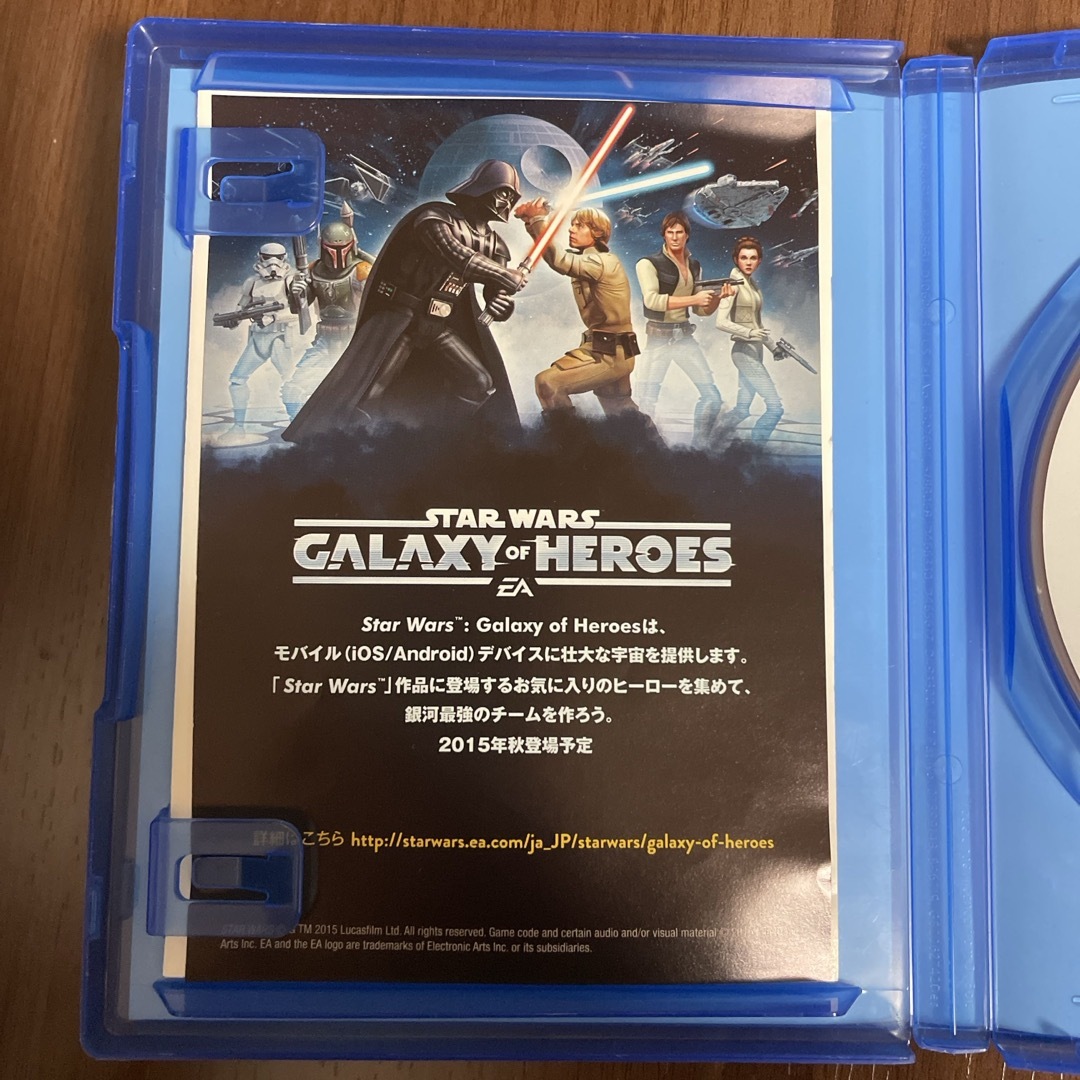 STAR WARS
GALAXY OF HEROES
EA
Star Wars™: Galaxy of Heroesは、
モバイル(iOS/Android)デバイスに壮大な宇宙を提供します。
「Star Wars™」作品に登場するお気に入りのヒーローを集めて、
銀河最強のチームを作ろう。
2015年秋登場予定
詳細はこちら http://starwars.ea.com/ja_JP/starwars/galaxy-of-heroes
STAR WARS © & TM 2015 Lucasfilm Ltd. All rights reserved. Game code and certain audio and/or visual material
Arts Inc. EA and the EA logo are trademarks of Electronic Arts Inc. or its subsidiaries.